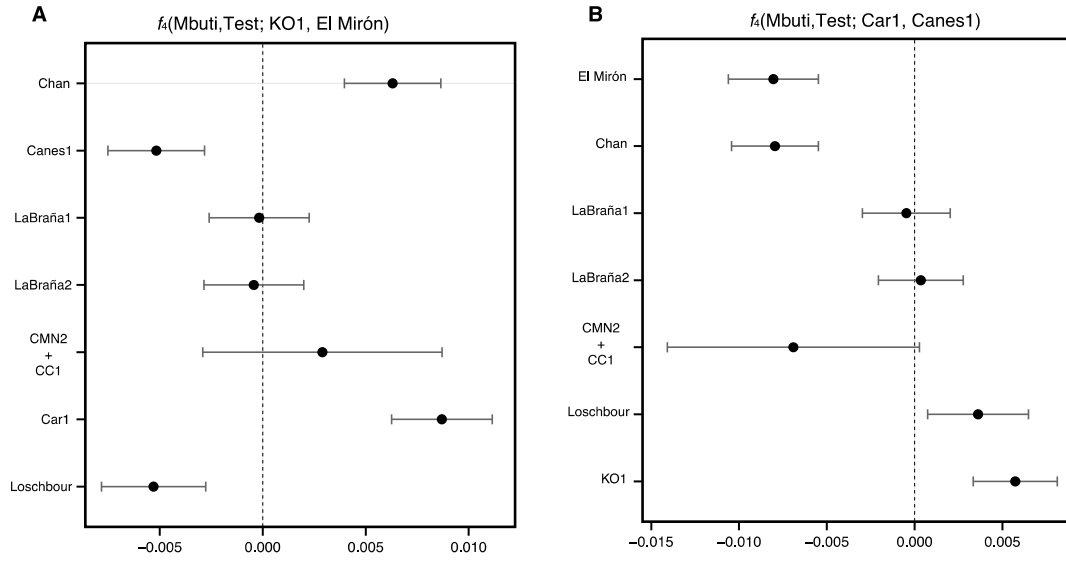 A
f₄(Mbuti,Test; KO1, El Mirón)
Chan
Canes1
LaBraña1
LaBraña2
CMN2
+
CC1
Car1
Loschbour
−0.005 0.000 0.005 0.010
B
f₄(Mbuti,Test; Car1, Canes1)
El Mirón
Chan
LaBraña1
LaBraña2
CMN2
+
CC1
Loschbour
KO1
−0.015 −0.010 −0.005 0.000 0.005